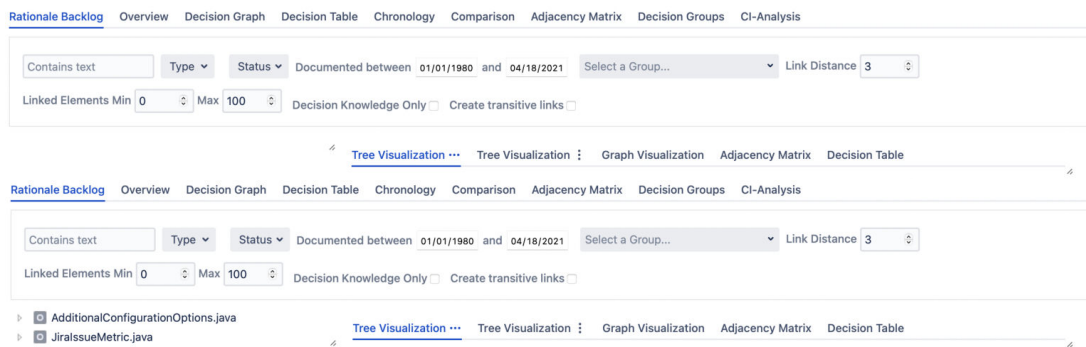 Rationale Backlog Overview Decision Graph Decision Table Chronology Comparison Adjacency Matrix Decision Groups CI-Analysis
Contains text Type Status Documented between 01/01/1980 and 04/18/2021 Select a Group... Link Distance 3
Linked Elements Min 0 Max 100 Decision Knowledge Only Create transitive links
Tree Visualization ••• Tree Visualization ⋮ Graph Visualization Adjacency Matrix Decision Table
Rationale Backlog Overview Decision Graph Decision Table Chronology Comparison Adjacency Matrix Decision Groups CI-Analysis
Contains text Type Status Documented between 01/01/1980 and 04/18/2021 Select a Group... Link Distance 3
Linked Elements Min 0 Max 100 Decision Knowledge Only Create transitive links
AdditionalConfigurationOptions.java
JiraIssueMetric.java
Tree Visualization ••• Tree Visualization ⋮ Graph Visualization Adjacency Matrix Decision Table